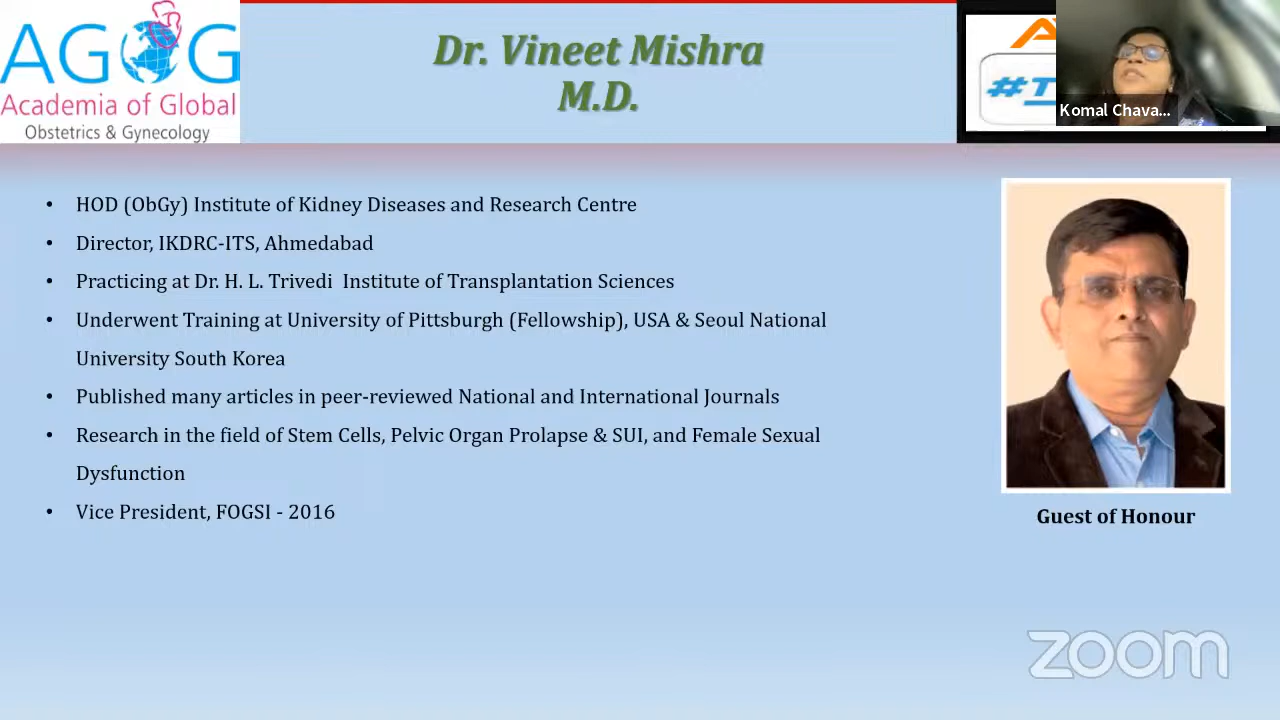 AGOG
Academia of Global
Obstetrics & Gynecology
Dr. Vineet Mishra
M.D.
Komal Chava...
• HOD (ObGy) Institute of Kidney Diseases and Research Centre
• Director, IKDRC-ITS, Ahmedabad
• Practicing at Dr. H. L. Trivedi Institute of Transplantation Sciences
• Underwent Training at University of Pittsburgh (Fellowship), USA & Seoul National
University South Korea
• Published many articles in peer-reviewed National and International Journals
• Research in the field of Stem Cells, Pelvic Organ Prolapse & SUI, and Female Sexual
Dysfunction
• Vice President, FOGSI - 2016
Guest of Honour
zoom